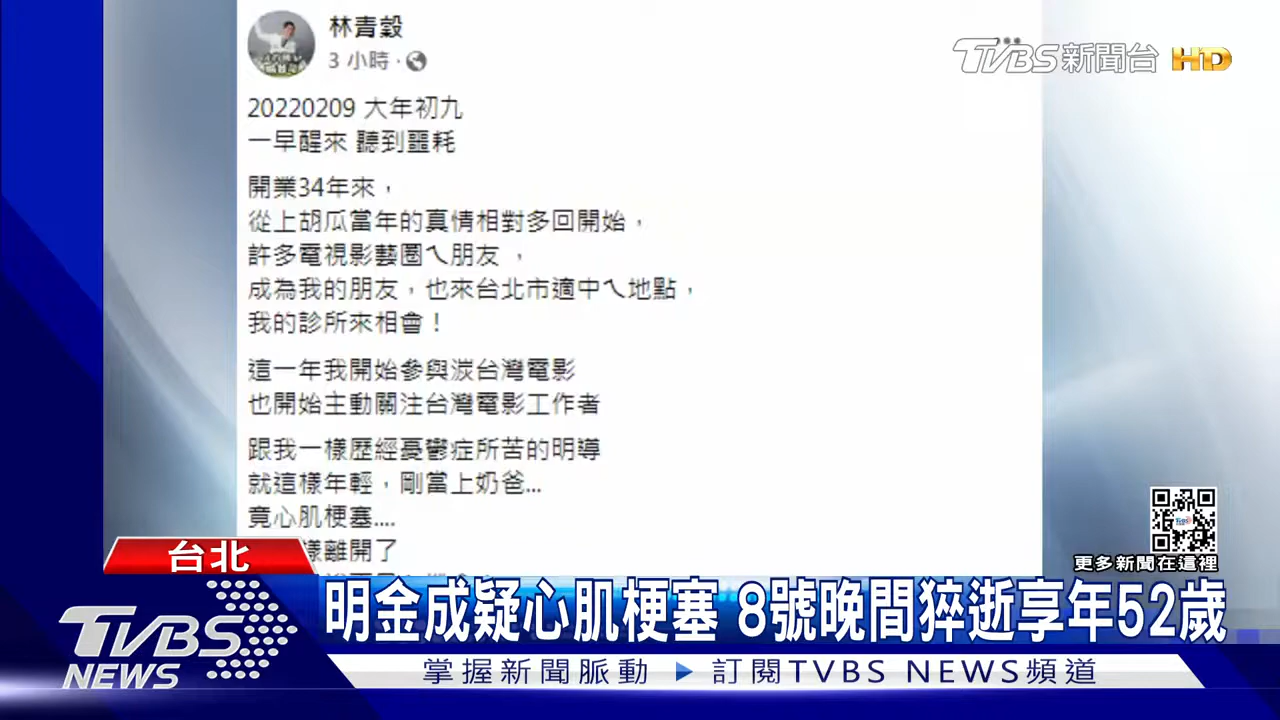 林青穀
3 小時
TVBS新聞台 HD
20220209 大年初九
一早醒來 聽到噩耗
開業34年來，
從上胡瓜當年的真情相對多回開始，
許多電視影藝圈ㄟ朋友 ，
成為我的朋友，也來台北市適中ㄟ地點，
我的診所來相會！
這一年我開始參與淡台灣電影
也開始主動關注台灣電影工作者
跟我一樣歷經憂鬱症所苦的明導
就這樣年輕，剛當上奶爸...
竟心肌梗塞....
樣離開了
更多新聞在這裡
台北
明金成疑心肌梗塞 8號晚間猝逝享年52歲
TVBS NEWS
掌握新聞脈動 ▶ 訂閱TVBS NEWS頻道